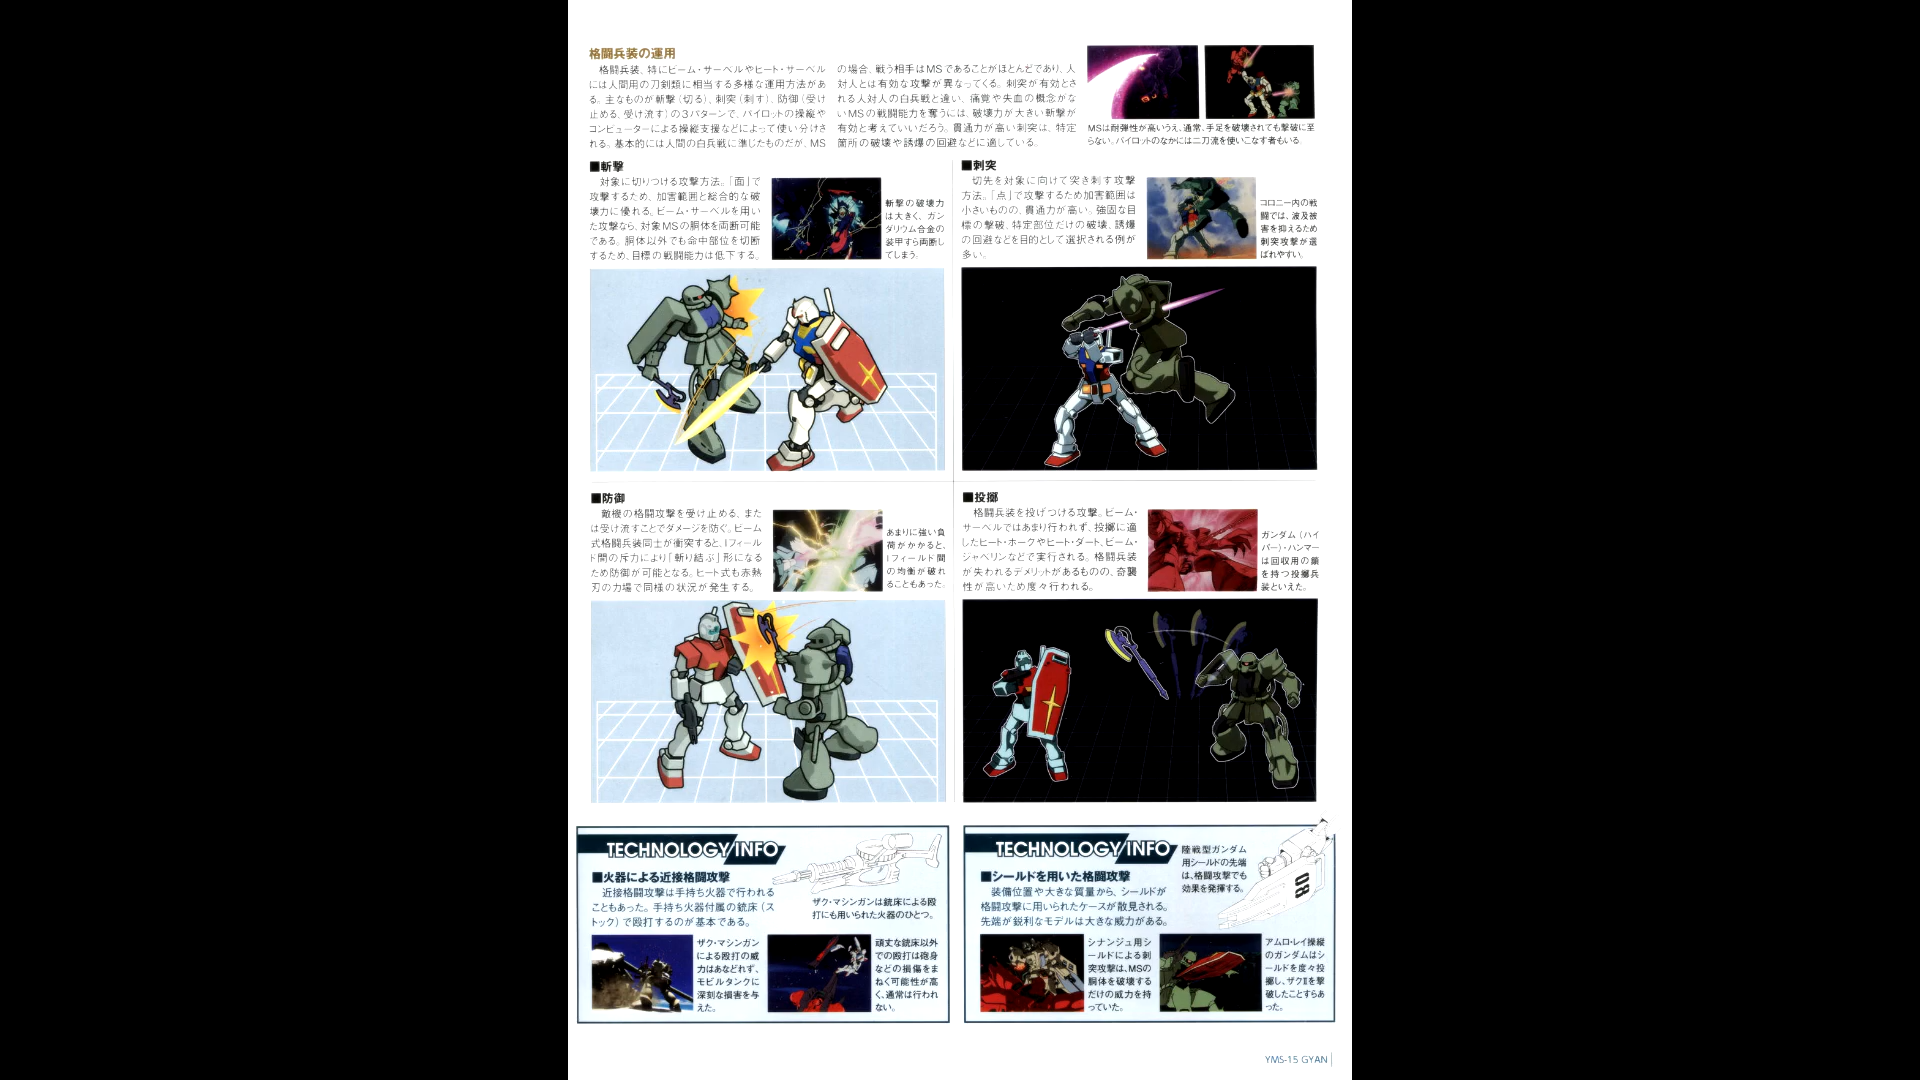 格闘兵装の運用
格闘兵装、特にビーム・サーベルやヒート・サーベル
には人間用の刀剣類に相当する多様な運用方法があ
る。主なものが斬撃(切る)、刺突(刺す)、防御(受け
止める、受け流す)の3パターンで、パイロットの操縦や
コンピューターによる操縦支援などによって使い分けさ
れる。基本的には人間の白兵戦に準じたものだが、MS
の場合、戦う相手はMSであることがほとんどであり、人
対人とは有効な攻撃が異なってくる。刺突が有効とさ
れる人対人の白兵戦と違い、痛覚や失血の概念がな
いMSの戦闘能力を奪うには、破壊力が大きい斬撃が
有効と考えていいだろう。貫通力が高い刺突は、特定
箇所の破壊や誘爆の回避などに適している。
MSは耐弾性が高いうえ、通常、手足を破壊されても撃破に至
らない。パイロットのなかには二刀流を使いこなす者もいる。
■斬撃
対象に切りつける攻撃方法。「面」で
攻撃するため、加害範囲と総合的な破
壊力に優れる。ビーム・サーベルを用い
た攻撃なら、対象MSの胴体を両断可能
である。胴体以外でも命中部位を切断
するため、目標の戦闘能力は低下する。
斬撃の破壊力
は大きく、ガン
ダリウム合金の
装甲すら両断し
てしまう。
■刺突
切先を対象に向けて突き刺す攻撃
方法。「点」で攻撃するため加害範囲は
小さいものの、貫通力が高い。強固な目
標の撃破、特定部位だけの破壊、誘爆
の回避などを目的として選択される例が
多い。
コロニー内の戦
闘では、波及被
害を抑えるため
刺突攻撃が選
ばれやすい。
■防御
敵機の格闘攻撃を受け止める、また
は受け流すことでダメージを防ぐ。ビーム
式格闘兵装同士が衝突すると、Iフィール
ド間の斥力により「斬り結ぶ」形になる
ため防御が可能となる。ヒート式も赤熱
刃の力場で同様の状況が発生する。
あまりに強い負
荷がかかると、
Iフィールド間
の均衡が破れ
ることもあった。
■投擲
格闘兵装を投げつける攻撃。ビーム・
サーベルではあまり行われず、投擲に適
したヒート・ホークやヒート・ダート、ビーム・
ジャベリンなどで実行される。格闘兵装
が失われるデメリットがあるものの、奇襲
性が高いため度々行われる。
ガンダム(ハイ
パー)・ハンマー
は回収用の鎖
を持つ投擲兵
装といえた。
TECHNOLOGY/INFO
■火器による近接格闘攻撃
近接格闘攻撃は手持ち火器で行われる
こともあった。手持ち火器付属の銃床(ス
トック)で殴打するのが基本である。
ザク・マシンガンは銃床による殴
打にも用いられた火器のひとつ。
ザク・マシンガン
による殴打の威
力はあなどれず、
モビルタンクに
深刻な損害を与
えた。
頑丈な銃床以外
での殴打は砲身
などの損傷をま
ねく可能性が高
く、通常は行われ
ない。
TECHNOLOGY/INFO
■シールドを用いた格闘攻撃
装備位置や大きな質量から、シールドが
格闘攻撃に用いられたケースが散見される。
先端が鋭利なモデルは大きな威力がある。
陸戦型ガンダム
用シールドの先端
は、格闘攻撃でも
効果を発揮する。
08
シナンジュ用シ
ールドによる刺
突攻撃は、MSの
胴体を破壊する
だけの威力を持
っていた。
アムロ・レイ操縦
のガンダムはシ
ールドを度々投
擲し、ザクIIを撃
破したことすらあ
った。
YMS-15 GYAN